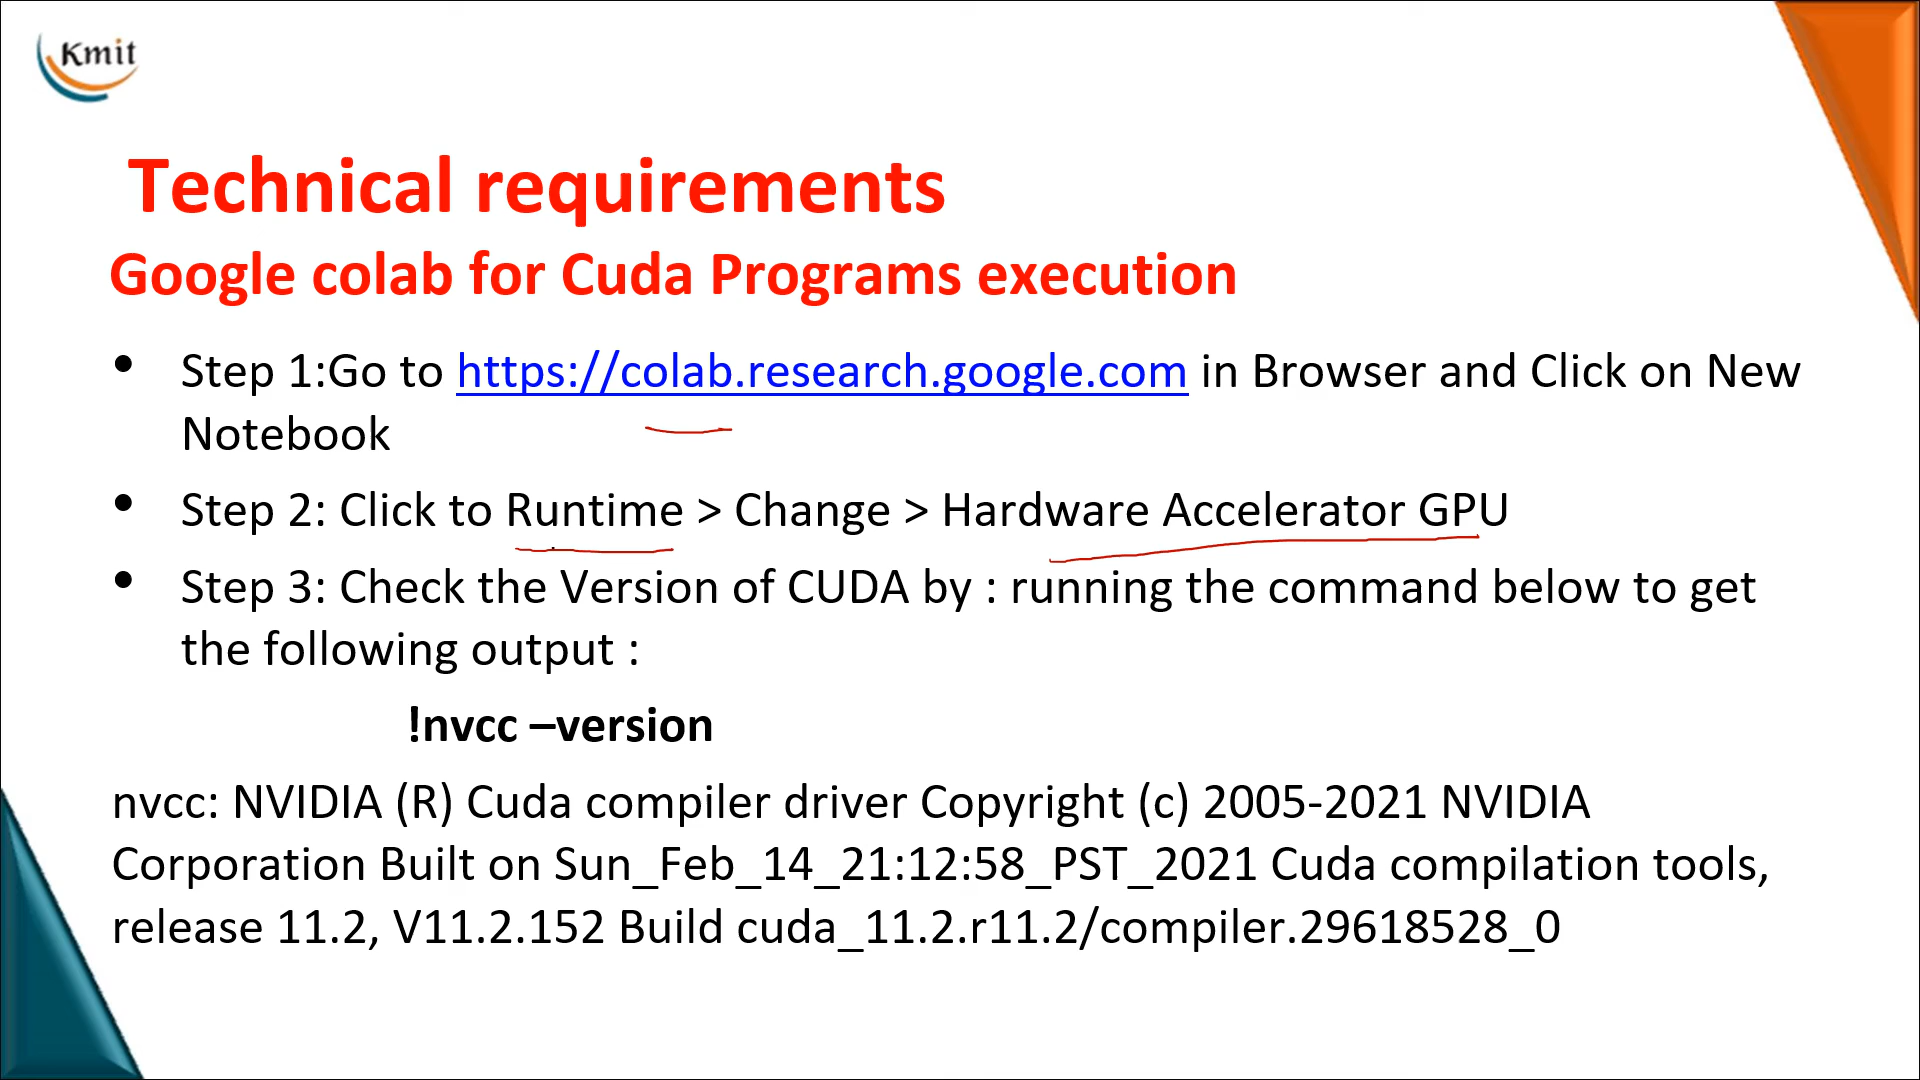 Kmit
Technical requirements
Google colab for Cuda Programs execution
• Step 1:Go to https://colab.research.google.com in Browser and Click on New
Notebook
• Step 2: Click to Runtime > Change > Hardware Accelerator GPU
• Step 3: Check the Version of CUDA by : running the command below to get
the following output :
!nvcc –version
nvcc: NVIDIA (R) Cuda compiler driver Copyright (c) 2005-2021 NVIDIA
Corporation Built on Sun_Feb_14_21:12:58_PST_2021 Cuda compilation tools,
release 11.2, V11.2.152 Build cuda_11.2.r11.2/compiler.29618528_0